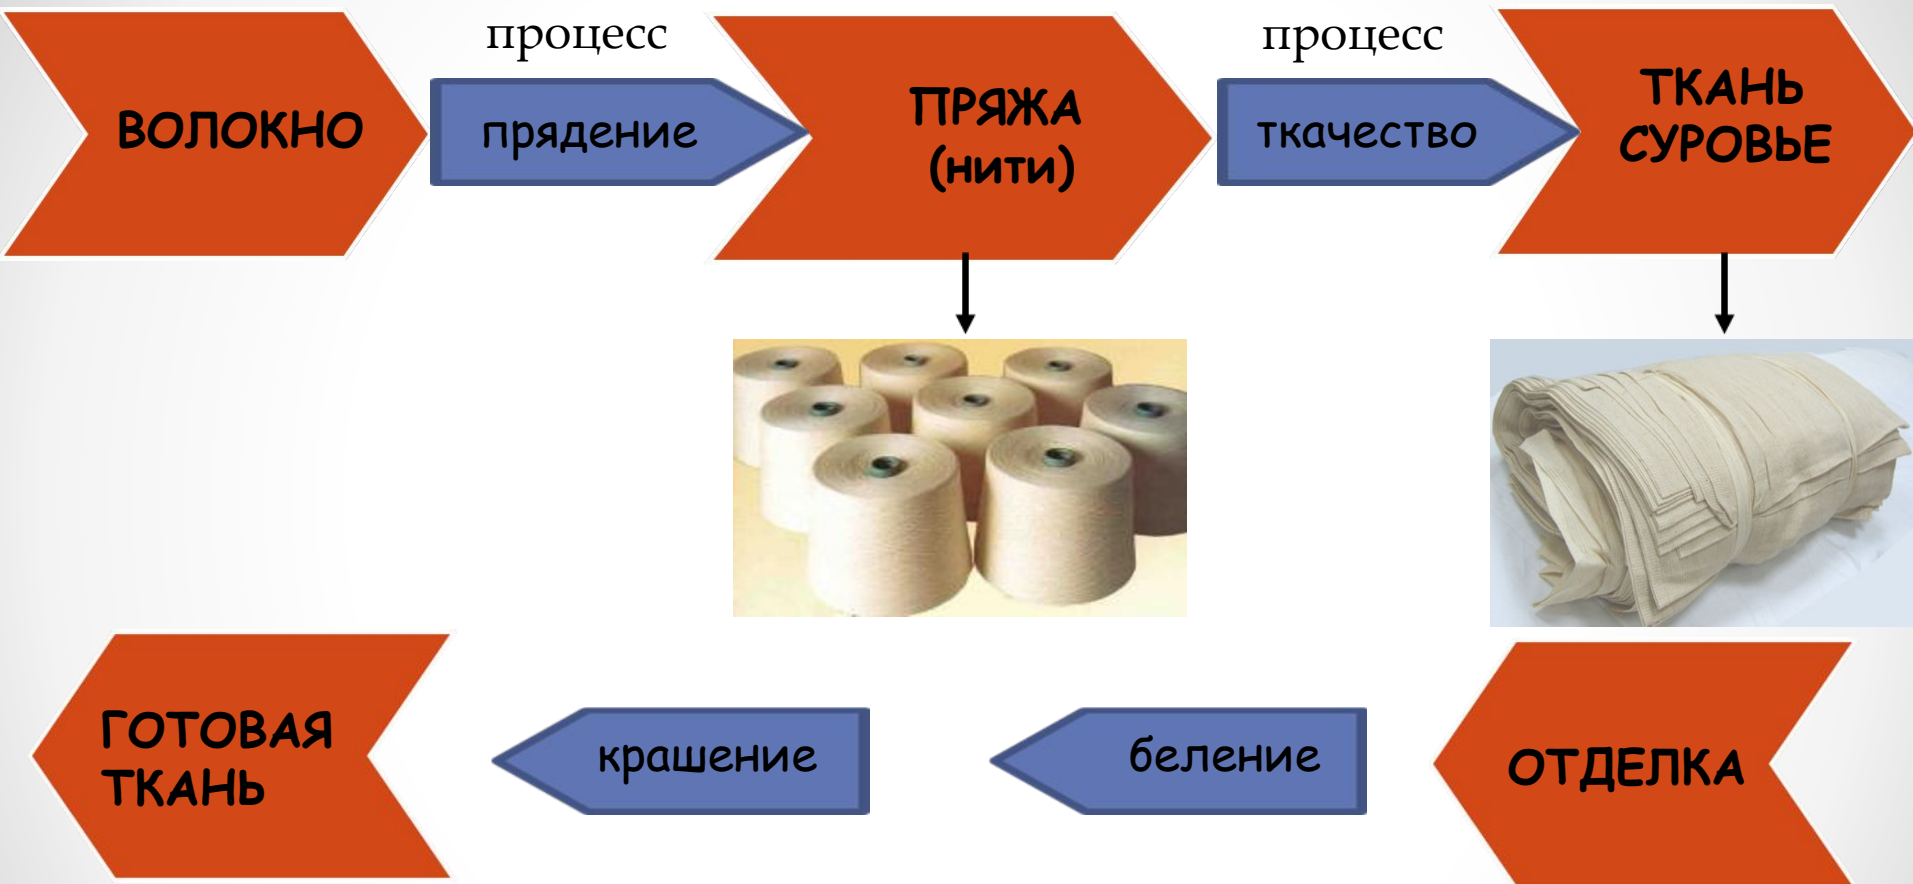 процесс
процесс
ВОЛОКНО
прядение
ПРЯЖА
(нити)
ткачество
ТКАНЬ
СУРОВЬЕ
ГОТОВАЯ
ТКАНЬ
крашение
беление
ОТДЕЛКА